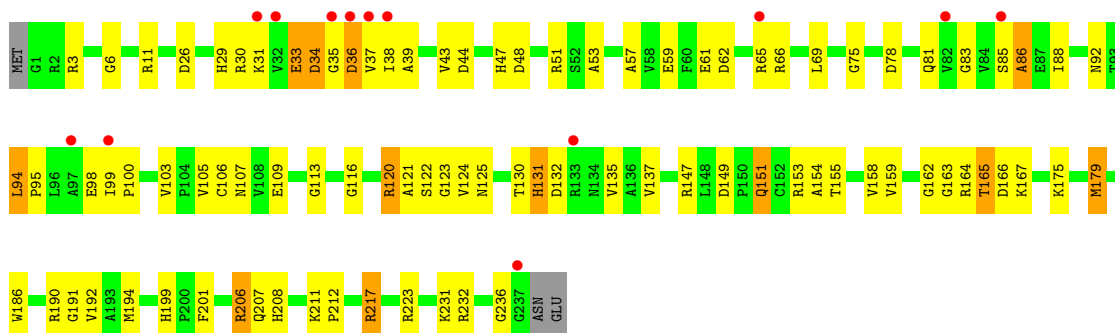 MET G1 R2 R3 G6 R11 D26 H29 R30 K31 V32 E33 D34 G35 D36 V37 I38 A39 V43 D44 H47 D48 R51 S52 A53 A57 V58 E59 F60 E61 D62 R65 R66 L69 G75 D78 Q81 V82 G83 V84 S85 A86 E87 I88 N92 T93
L94 P95 L96 A97 E98 I99 P100 V103 P104 V105 C106 N107 V108 E109 G113 G116 R120 A121 S122 G123 V124 N125 T130 H131 D132 R133 N134 V135 A136 V137 R147 L148 D149 P150 Q151 C152 R153 A154 T155 V158 V159 G162 G163 R164 T165 D166 K167 K175 M179
W186 R190 G191 V192 A193 M194 H199 P200 F201 R206 Q207 H208 K211 P212 R217 R223 K231 R232 G236 G237 ASN GLU